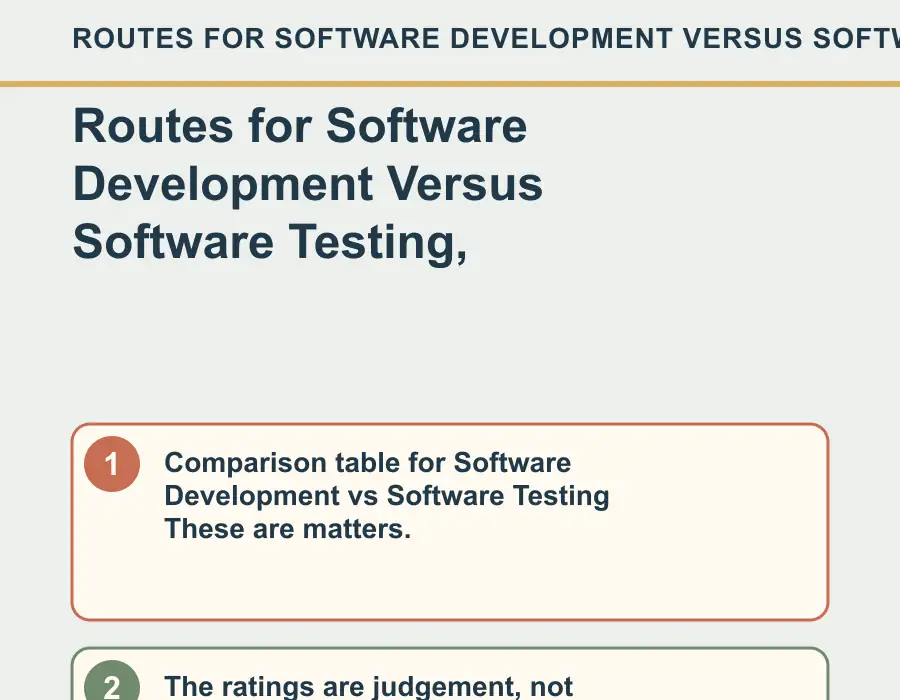 ROUTES FOR SOFTWARE DEVELOPMENT VERSUS
Routes for Software
Development Versus
Software Testing,
1
Comparison table for Software
Development vs Software Testing
These are matters.
2
The ratings are judgement, not